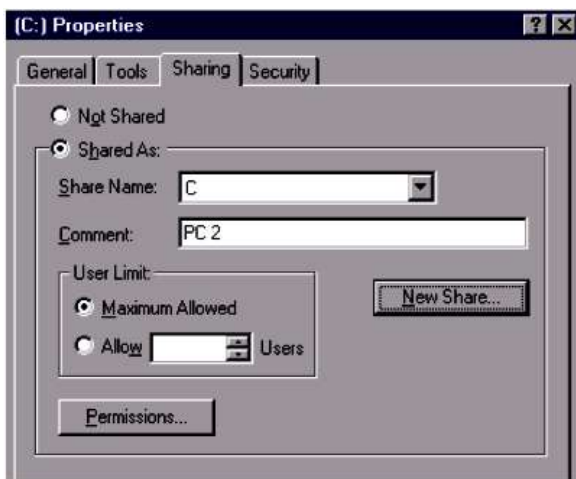 (C:) Properties
General Tools Sharing Security
Not Shared
Shared As:
Share Name: C
Comment: PC 2
User Limit:
Maximum Allowed
New Share...
Allow Users
Permissions...